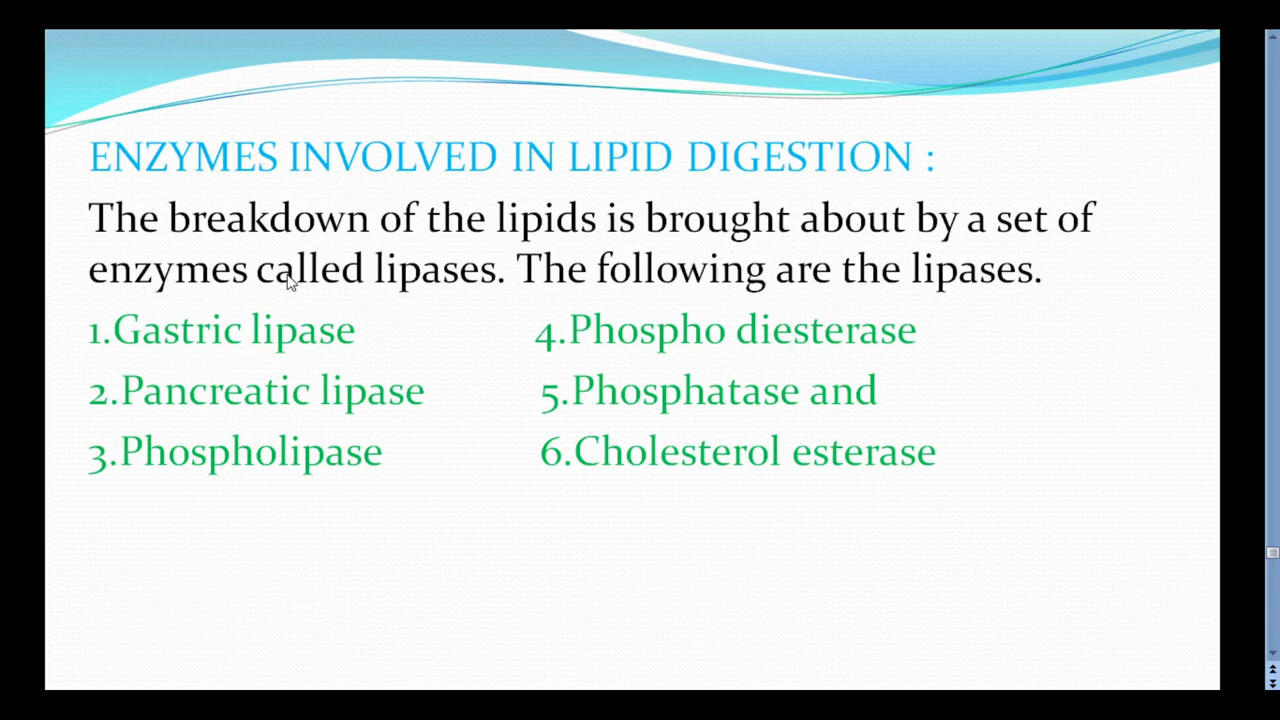 ENZYMES INVOLVED IN LIPID DIGESTION :
The breakdown of the lipids is brought about by a set of
enzymes called lipases. The following are the lipases.
1.Gastric lipase 4.Phospho diesterase
2.Pancreatic lipase 5.Phosphatase and
3.Phospholipase 6.Cholesterol esterase